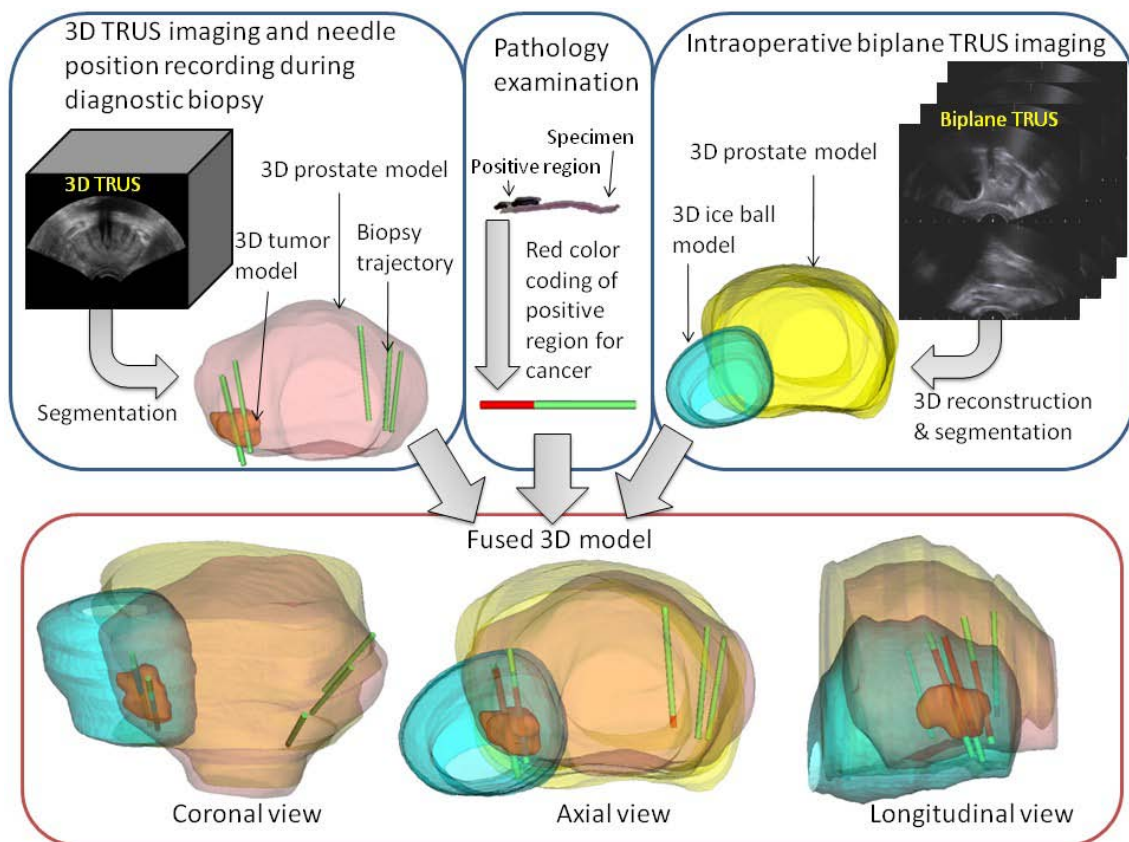 3D TRUS imaging and needle
position recording during
diagnostic biopsy
3D TRUS
3D prostate model
3D tumor
model
Biopsy
trajectory
Segmentation
Pathology
examination
Specimen
Positive region
Red color
coding of
positive
region for
cancer
Intraoperative biplane TRUS imaging
Biplane TRUS
3D prostate model
3D ice ball
model
3D reconstruction
& segmentation
Fused 3D model
Coronal view
Axial view
Longitudinal view